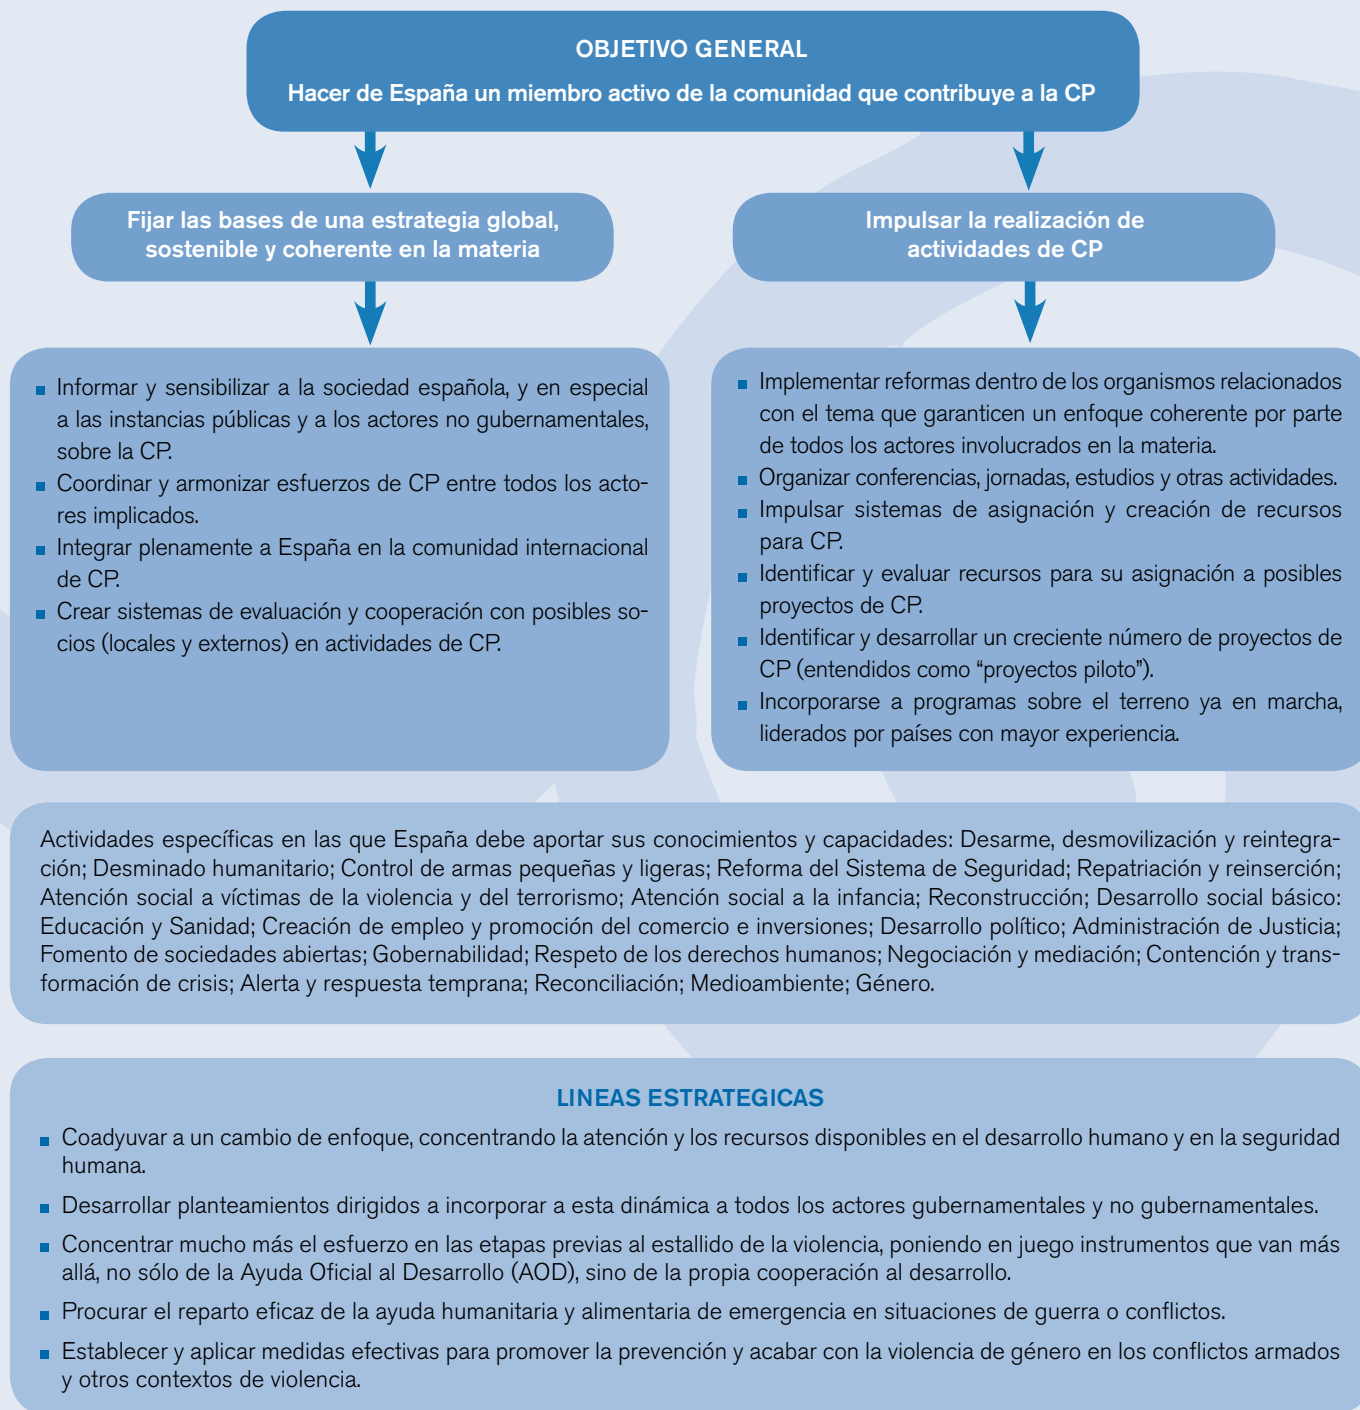 OBJETIVO GENERAL
Hacer de España un miembro activo de la comunidad que contribuye a la CP
Fijar las bases de una estrategia global,
sostenible y coherente en la materia
Impulsar la realización de
actividades de CP
Informar y sensibilizar a la sociedad española, y en especial
a las instancias públicas y a los actores no gubernamentales,
sobre la CP.
Coordinar y armonizar esfuerzos de CP entre todos los acto-
res implicados.
Integrar plenamente a España en la comunidad internacional
de CP.
Crear sistemas de evaluación y cooperación con posibles so-
cios (locales y externos) en actividades de CP.
Implementar reformas dentro de los organismos relacionados
con el tema que garanticen un enfoque coherente por parte
de todos los actores involucrados en la materia.
Organizar conferencias, jornadas, estudios y otras actividades.
Impulsar sistemas de asignación y creación de recursos
para CP.
Identificar y evaluar recursos para su asignación a posibles
proyectos de CP.
Identificar y desarrollar un creciente número de proyectos de
CP (entendidos como “proyectos piloto”).
Incorporarse a programas sobre el terreno ya en marcha,
liderados por países con mayor experiencia.
Actividades específicas en las que España debe aportar sus conocimientos y capacidades: Desarme, desmovilización y reintegra-
ción; Desminado humanitario; Control de armas pequeñas y ligeras; Reforma del Sistema de Seguridad; Repatriación y reinserción;
Atención social a víctimas de la violencia y del terrorismo; Atención social a la infancia; Reconstrucción; Desarrollo social básico:
Educación y Sanidad; Creación de empleo y promoción del comercio e inversiones; Desarrollo político; Administración de Justicia;
Fomento de sociedades abiertas; Gobernabilidad; Respeto de los derechos humanos; Negociación y mediación; Contención y trans-
formación de crisis; Alerta y respuesta temprana; Reconciliación; Medioambiente; Género.
LINEAS ESTRATEGICAS
Coadyuvar a un cambio de enfoque, concentrando la atención y los recursos disponibles en el desarrollo humano y en la seguridad
humana.
Desarrollar planteamientos dirigidos a incorporar a esta dinámica a todos los actores gubernamentales y no gubernamentales.
Concentrar mucho más el esfuerzo en las etapas previas al estallido de la violencia, poniendo en juego instrumentos que van más
allá, no sólo de la Ayuda Oficial al Desarrollo (AOD), sino de la propia cooperación al desarrollo.
Procurar el reparto eficaz de la ayuda humanitaria y alimentaria de emergencia en situaciones de guerra o conflictos.
Establecer y aplicar medidas efectivas para promover la prevención y acabar con la violencia de género en los conflictos armados
y otros contextos de violencia.